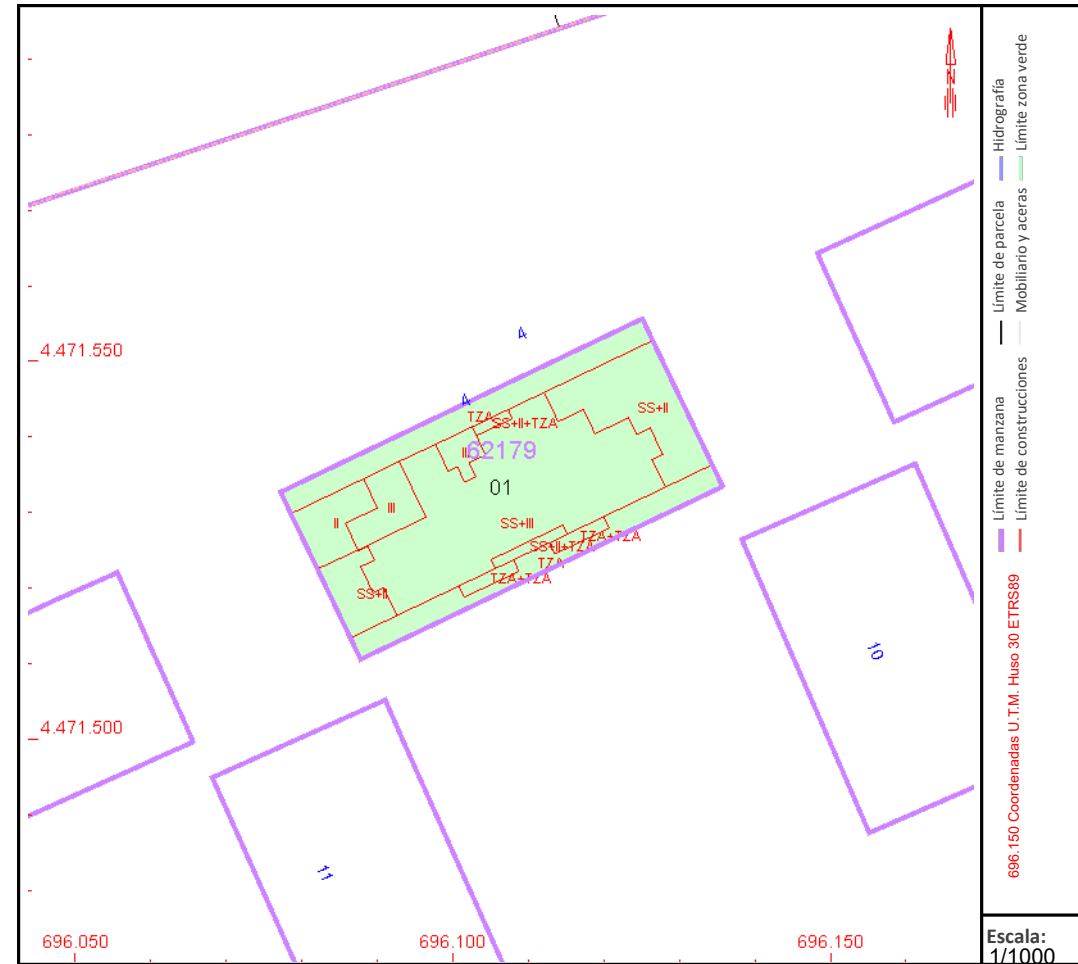 N
4
4.471.550
4
TZA
SS+II+TZA
SS+II
II
62179
01
III
II
SS+III
TZA+TZA
SS+II+TZA
TZA
TZA+TZA
SS+II
10
4.471.500
11
696.050
696.100
696.150
Límite de manzana
Límite de parcela
Hidrografía
Límite de construcciones
Mobiliario y aceras
Límite zona verde
696.150 Coordenadas U.T.M. Huso 30 ETRS89
Escala:
1/1000